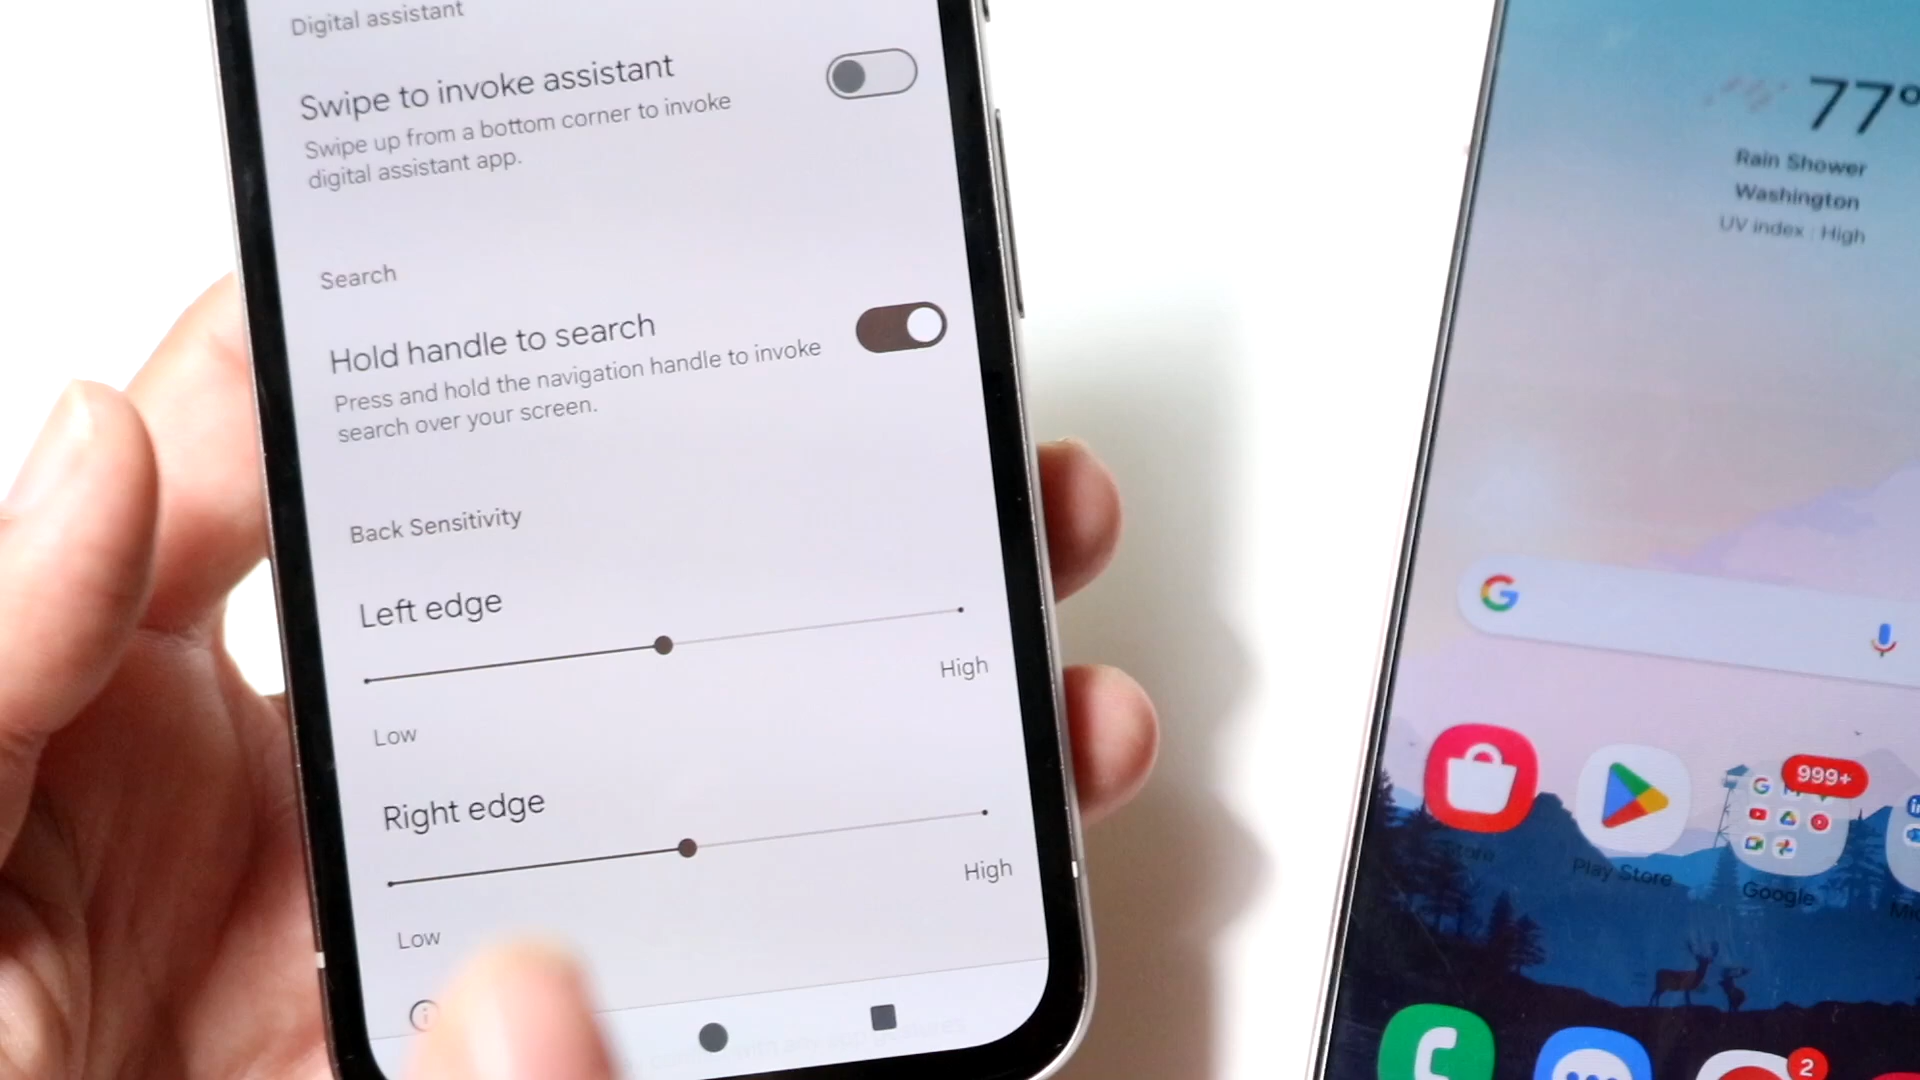 Digital assistant
Swipe to invoke assistant
Swipe up from a bottom corner to invoke
digital assistant app.
Search
Hold handle to search
Press and hold the navigation handle to invoke
search over your screen.
Back Sensitivity
Left edge
High
Low
Right edge
High
Low
77°
Rain Shower
Washington
UV index : High
999+
Store
Play Store
Google
2